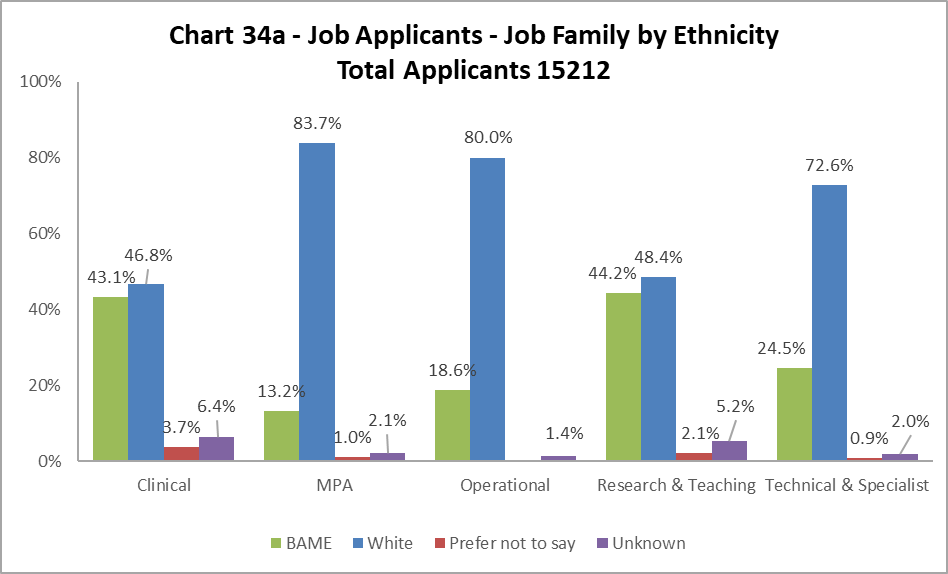 Chart 34a - Job Applicants - Job Family by Ethnicity
Total Applicants 15212
100%
80%
60%
40%
20%
0%
43.1%
46.8%
3.7%
6.4%
13.2%
83.7%
1.0%
2.1%
18.6%
80.0%
1.4%
44.2%
48.4%
2.1%
5.2%
24.5%
72.6%
0.9%
2.0%
Clinical
MPA
Operational
Research & Teaching
Technical & Specialist
BAME
White
Prefer not to say
Unknown